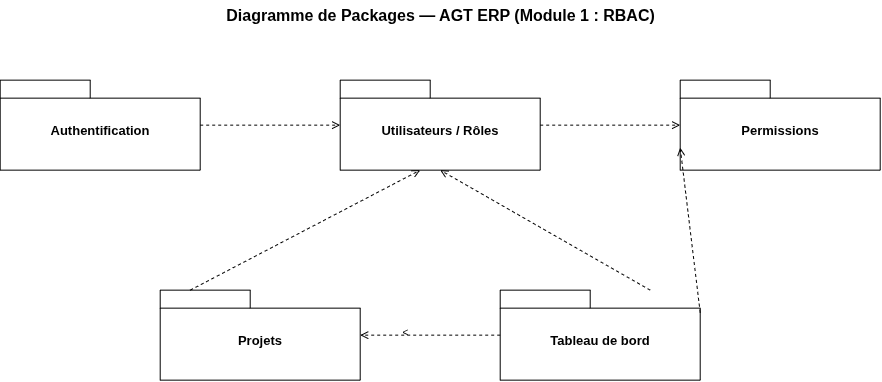 Diagramme de Packages — AGT ERP (Module 1 : RBAC)
Authentification
Utilisateurs / Rôles
Permissions
Projets
Tableau de bord